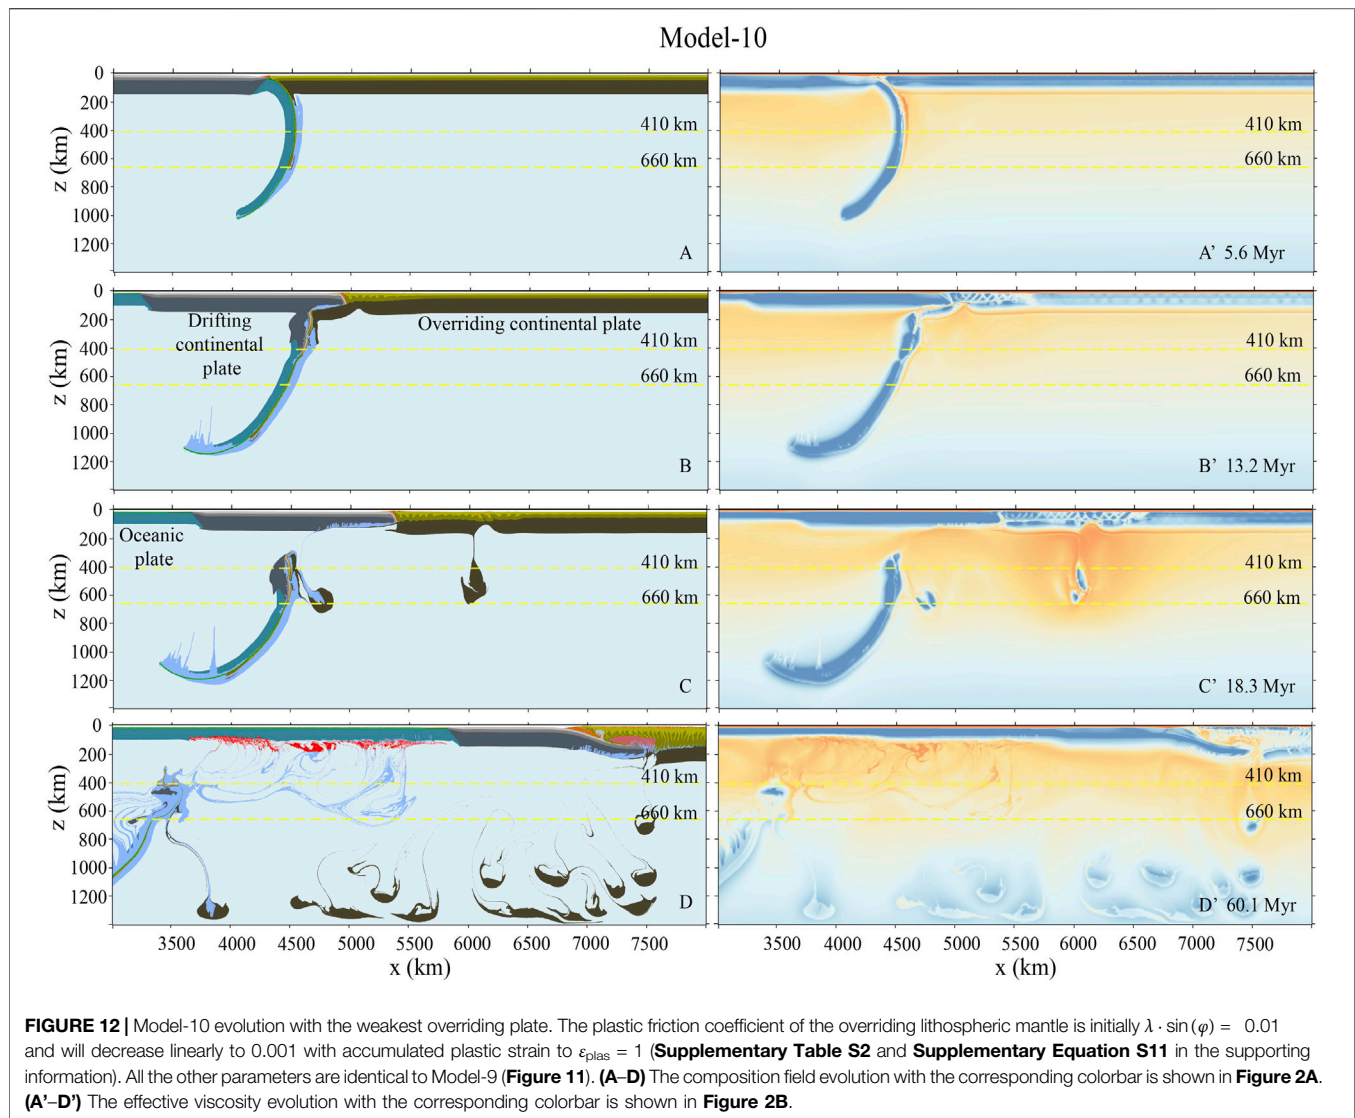 Model-10
0
200
400
600
800
1000
1200
z (km)
410 km
660 km
A
410 km
660 km
A’ 5.6 Myr
0
200
400
600
800
1000
1200
z (km)
Drifting
continental
plate
Overriding continental plate
410 km
660 km
B
410 km
660 km
B’ 13.2 Myr
0
200
400
600
800
1000
1200
z (km)
Oceanic
plate
410 km
660 km
C
410 km
660 km
C’ 18.3 Myr
0
200
400
600
800
1000
1200
z (km)
410 km
660 km
D
410 km
660 km
D’ 60.1 Myr
3500 4000 4500 5000 5500 6000 6500 7000 7500
x (km)
3500 4000 4500 5000 5500 6000 6500 7000 7500
x (km)
FIGURE 12 | Model-10 evolution with the weakest overriding plate. The plastic friction coefficient of the overriding lithospheric mantle is initially λ · sin (φ) = 0.01
and will decrease linearly to 0.001 with accumulated plastic strain to εplas = 1 (Supplementary Table S2 and Supplementary Equation S11 in the supporting
information). All the other parameters are identical to Model-9 (Figure 11). (A–D) The composition field evolution with the corresponding colorbar is shown in Figure 2A.
(A’–D’) The effective viscosity evolution with the corresponding colorbar is shown in Figure 2B.